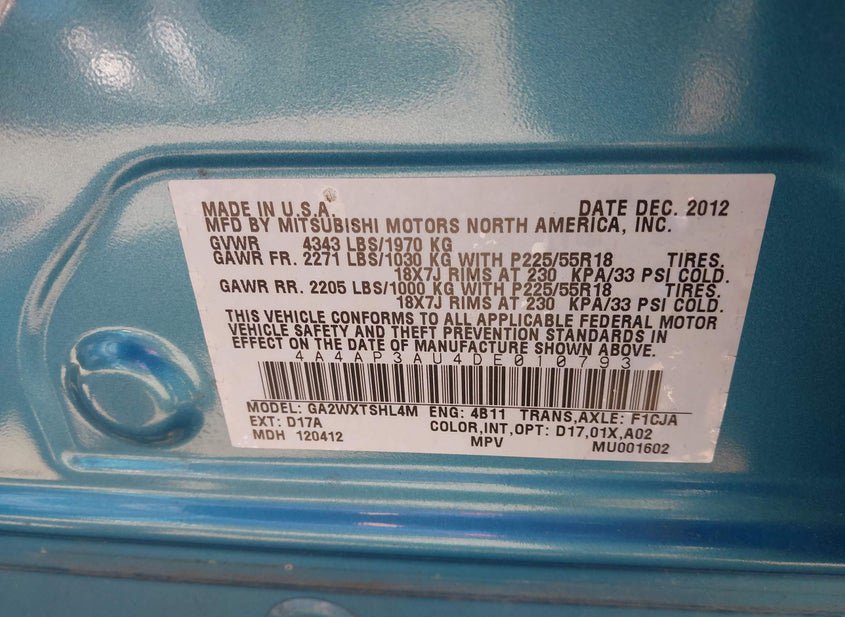 MADE IN U.S.A. DATE DEC. 2012
MFD BY MITSUBISHI MOTORS NORTH AMERICA, INC.
GVWR 4343 LBS/1970 KG
GAWR FR. 2271 LBS/1030 KG WITH P225/55R18 TIRES,
18X7J RIMS AT 230 KPA/33 PSI COLD.
GAWR RR. 2205 LBS/1000 KG WITH P225/55R18 TIRES,
18X7J RIMS AT 230 KPA/33 PSI COLD.
THIS VEHICLE CONFORMS TO ALL APPLICABLE FEDERAL MOTOR
VEHICLE SAFETY AND THEFT PREVENTION STANDARDS IN
EFFECT ON THE DATE OF MANUFACTURE SHOWN ABOVE.
4A4AP3AU4DE010793
MODEL: GA2WXTSHL4M ENG: 4B11 TRANS,AXLE: F1CJA
EXT: D17A COLOR,INT,OPT: D17,01X,A02
MDH 120412 MPV MU001602